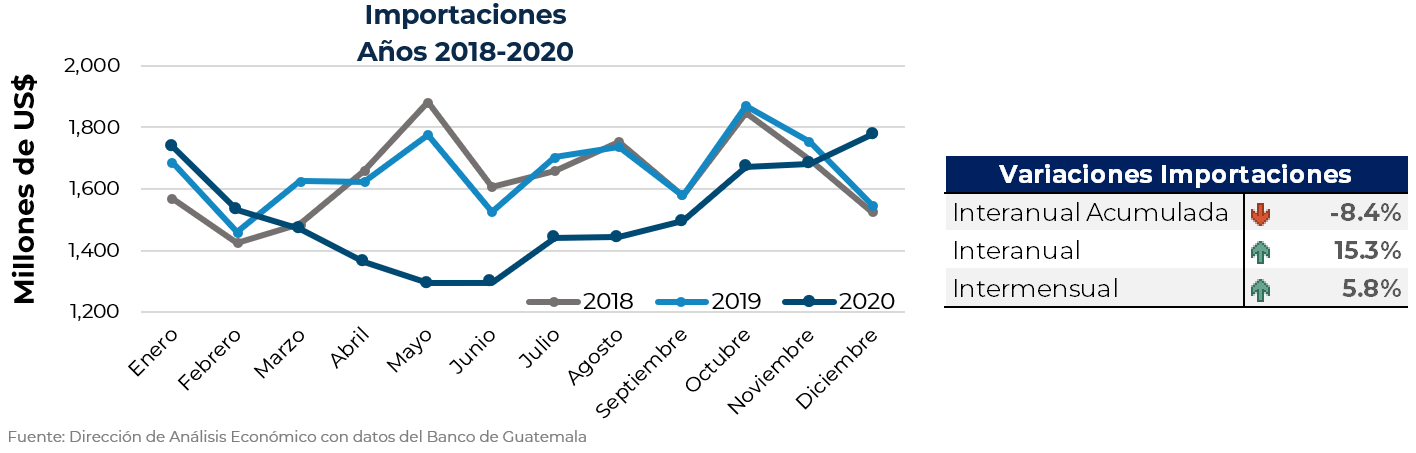 Importaciones
Años 2018-2020
Millones de US$
2,000
1,800
1,600
1,400
1,200
2018 2019 2020
Enero Febrero Marzo Abril Mayo Junio Julio Agosto Septiembre Octubre Noviembre Diciembre
Variaciones Importaciones
Interanual Acumulada -8.4%
Interanual 15.3%
Intermensual 5.8%
Fuente: Dirección de Análisis Económico con datos del Banco de Guatemala